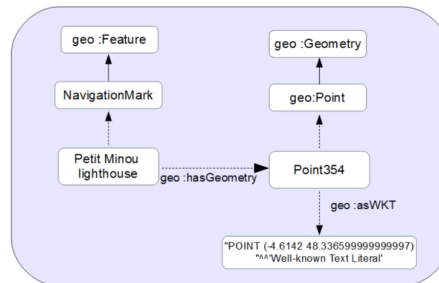 geo :Feature
geo :Geometry
NavigationMark
geo:Point
Petit Minou
lighthouse
geo :hasGeometry
Point354
geo :asWKT
"POINT (-4.6142 48.336599999999997)
"^^'Well-known Text Literal'